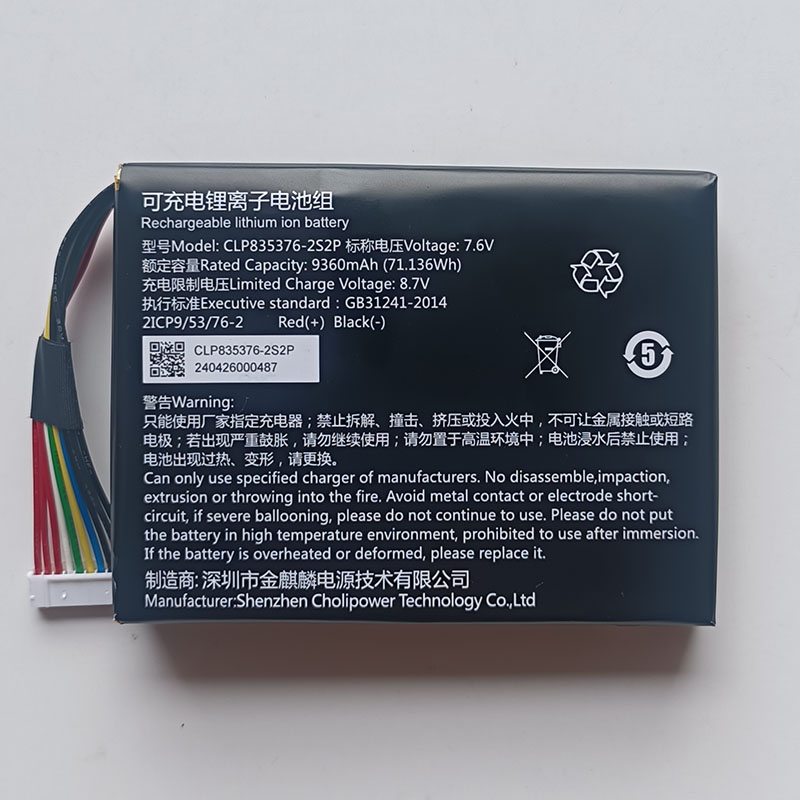 可充电锂离子电池组
Rechargeable lithium ion battery
型号Model: CLP835376-2S2P 标称电压Voltage: 7.6V
额定容量Rated Capacity: 9360mAh (71.136Wh)
充电限制电压Limited Charge Voltage: 8.7V
执行标准Executive standard : GB31241-2014
2ICP9/53/76-2 Red(+) Black(-)
CLP835376-2S2P
240426000487
5
警告Warning:
只能使用厂家指定充电器；禁止拆解、撞击、挤压或投入火中，不可让金属接触或短路
电极；若出现严重鼓胀，请勿继续使用；请勿置于高温环境中；电池浸水后禁止使用；
电池出现过热、变形，请更换。
Can only use specified charger of manufacturers. No disassemble,impaction,
extrusion or throwing into the fire. Avoid metal contact or electrode short-
circuit, if severe ballooning, please do not continue to use. Please do not put
the battery in high temperature environment, prohibited to use after immersion.
If the battery is overheated or deformed, please replace it.
制造商: 深圳市金麒麟电源技术有限公司
Manufacturer:Shenzhen Cholipower Technology Co.,Ltd